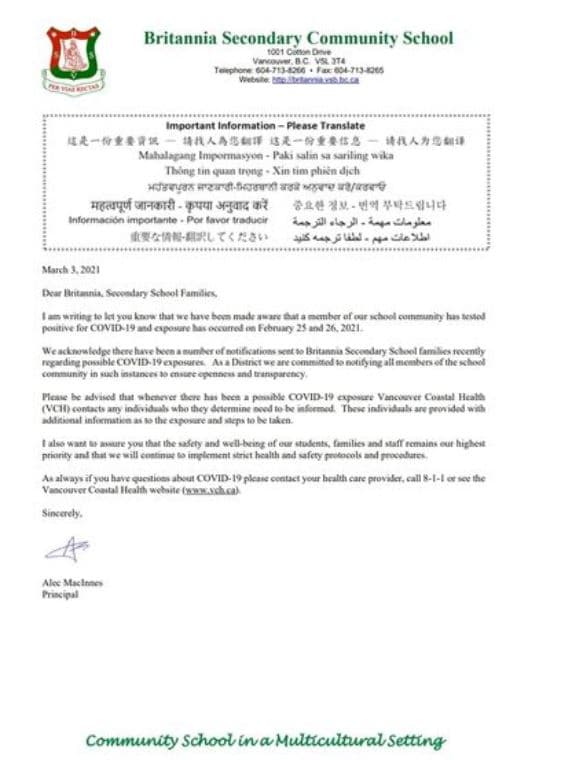 Britannia Secondary Community School
1001 Cotton Drive
Vancouver, B.C. V5L 3T4
Telephone: 604-713-8266 • Fax: 604-713-8265
Website: http://britannia.vsb.bc.ca
PER VIAS RECTAS
Important Information – Please Translate
這是一份重要資訊 — 請找人為您翻譯 这是一份重要信息 — 请找人为您翻译
Mahalagang Impormasyon - Paki salin sa sariling wika
Thông tin quan trọng - Xin tìm phiên dịch
ਮਹੱਤਵਪੂਰਨ ਜਾਣਕਾਰੀ-ਮਿਹਰਬਾਨੀ ਕਰਕੇ ਅਨੁਵਾਦ ਕਰੋ/ਕਰਵਾਓ
महत्वपूर्ण जानकारी - कृपया अनुवाद करें 중요한 정보 - 번역 부탁드립니다
Información importante - Por favor traducir معلومات مهمة - الرجاء الترجمة
重要な情報-翻訳してください اطلاعات مهم - لطفا ترجمه کنید
March 3, 2021
Dear Britannia, Secondary School Families,
I am writing to let you know that we have been made aware that a member of our school community has tested
positive for COVID-19 and exposure has occurred on February 25 and 26, 2021.
We acknowledge there have been a number of notifications sent to Britannia Secondary School families recently
regarding possible COVID-19 exposures. As a District we are committed to notifying all members of the school
community in such instances to ensure openness and transparency.
Please be advised that whenever there has been a possible COVID-19 exposure Vancouver Coastal Health
(VCH) contacts any individuals who they determine need to be informed. These individuals are provided with
additional information as to the exposure and steps to be taken.
I also want to assure you that the safety and well-being of our students, families and staff remains our highest
priority and that we will continue to implement strict health and safety protocols and procedures.
As always if you have questions about COVID-19 please contact your health care provider, call 8-1-1 or see the
Vancouver Coastal Health website (www.vch.ca).
Sincerely,
Alec MacInnes
Principal
Community School in a Multicultural Setting